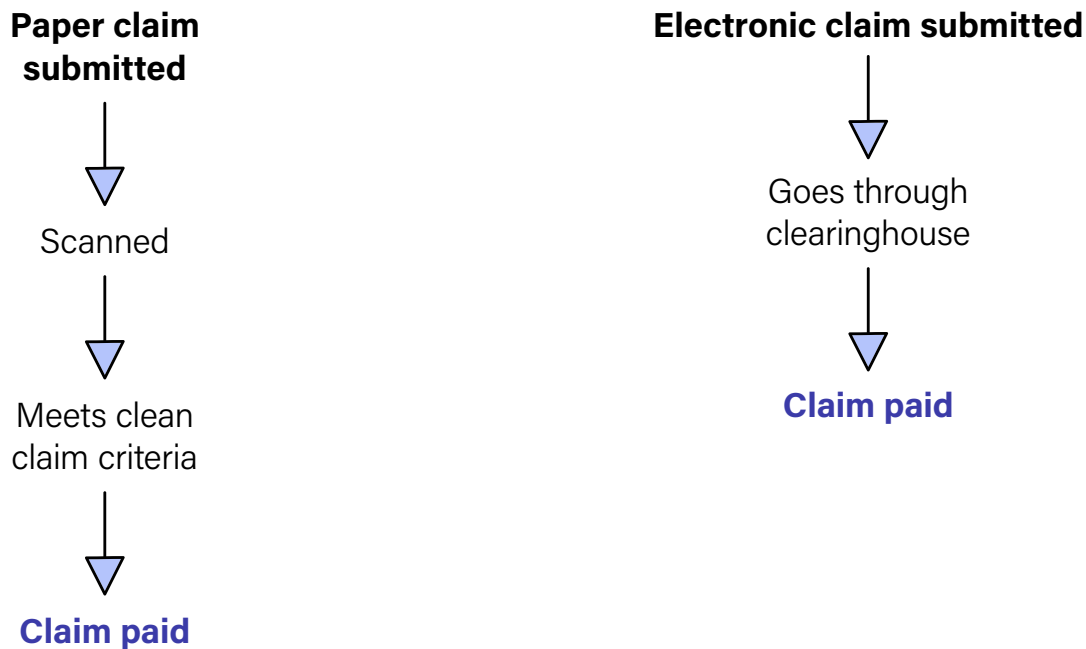 Paper claim
submitted
Scanned
Meets clean
claim criteria
Claim paid
Electronic claim submitted
Goes through
clearinghouse
Claim paid